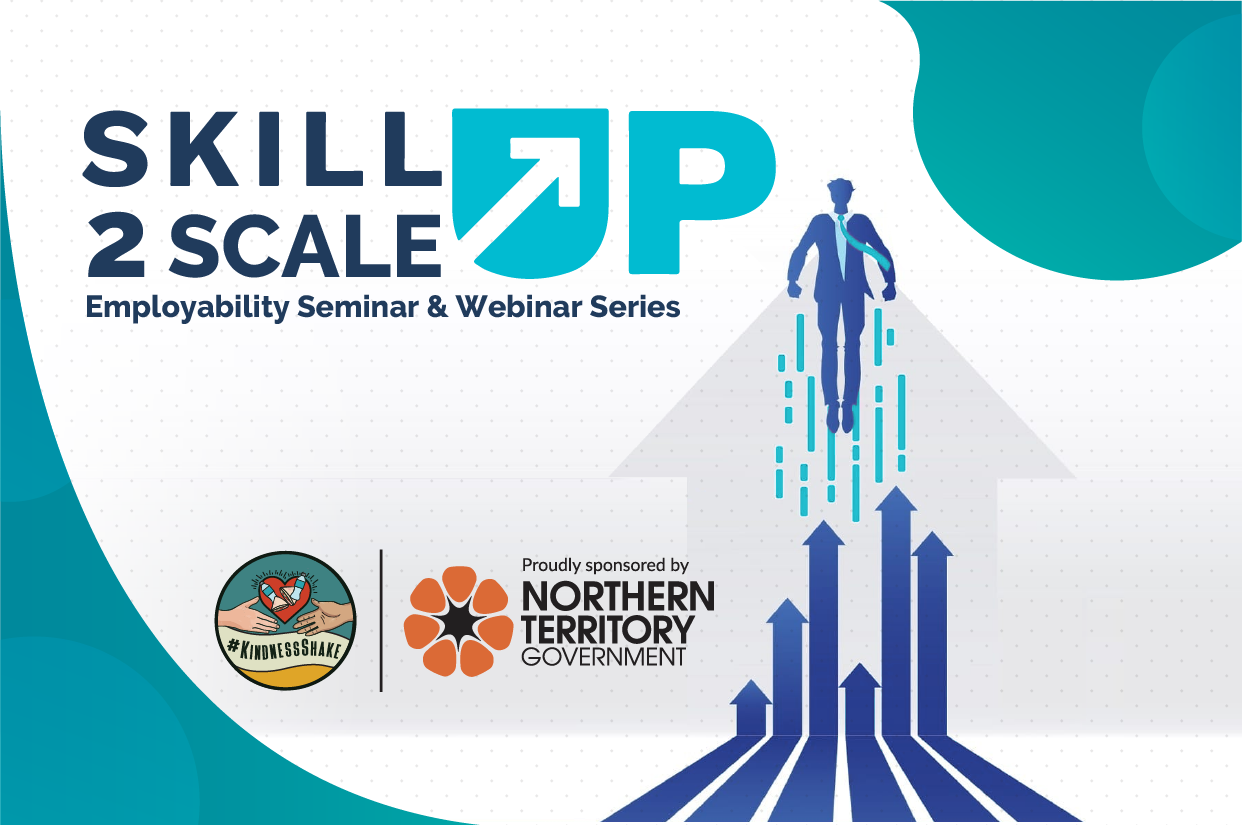 SKILL UP
2 SCALE
Employability Seminar & Webinar Series
#KINDNESSSHAKE
Proudly sponsored by
NORTHERN
TERRITORY
GOVERNMENT